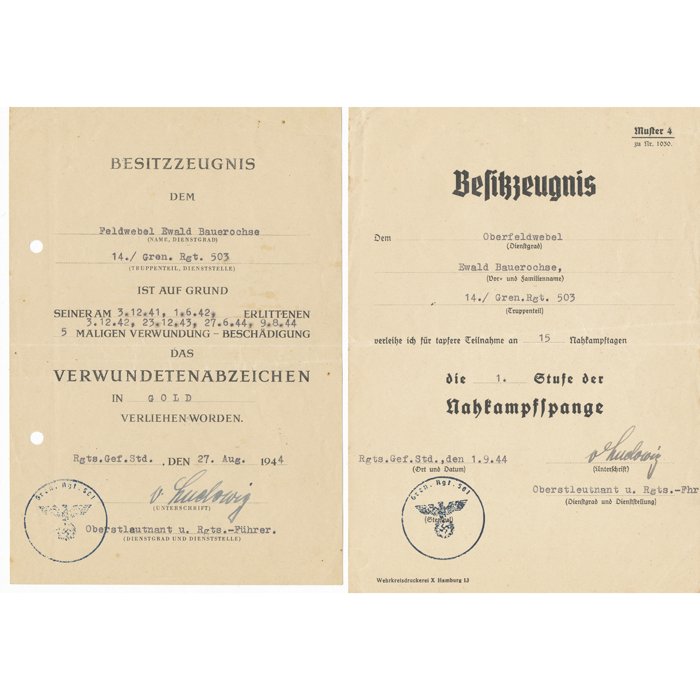 BESITZZEUGNIS
DEM
Feldwebel Ewald Bauerochse
(NAME, DIENSTGRAD)
14./ Gren. Rgt. 503
(TRUPPENTEIL, DIENSTSTELLE)
IST AUF GRUND
SEINER AM 3.12.41, 1.6.42, ERLITTENEN
3.12.42, 23.12.43, 27.6.44, 9.8.44
5 MALIGEN VERWUNDUNG – BESCHÄDIGUNG
DAS
VERWUNDETENABZEICHEN
IN GOLD
VERLIEHEN WORDEN.
Rgts.Gef.Std. , DEN 27. Aug. 1944
v. Ludowig
(UNTERSCHRIFT)
Oberstleutnant u. Rgts.-Führer.
(DIENSTGRAD UND DIENSTSTELLE)
Gren. Rgt.
Muster 4
zu Nr. 1030.
Besitzzeugnis
Dem Oberfeldwebel
(Dienstgrad)
Ewald Bauerochse,
(Vor- und Familienname)
14./ Gren.Rgt. 503
(Truppenteil)
verleihe ich für tapfere Teilnahme an 15 Nahkampftagen
die 1. Stufe der
Nahkampfspange
Rgts.Gef.Std.,den 1.9.44
(Ort und Datum)
v. Ludowig
(Unterschrift)
Oberstleutnant u. Rgts.-Fhr
(Dienstgrad und Dienststellung)
Gren. Rgt.
Wehrkreisdruckerei X Hamburg 13